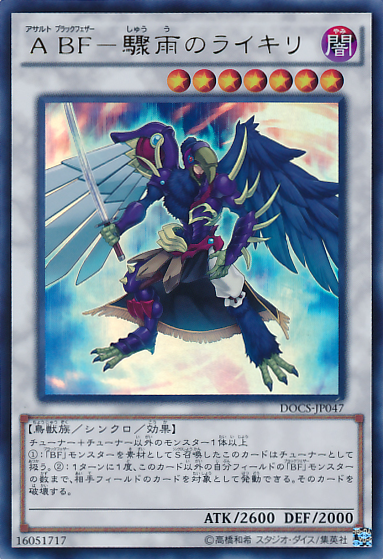 アサルト ブラックフェザー しゅう う
A BF－驟雨のライキリ
やみ
闇
DOCS-JP047
【鳥獣族／シンクロ／効果】
チューナー＋チューナー以外のモンスター1体以上
①：「BF」モンスターを素材としてS召喚したこのカードはチューナーとして
扱う。②：1ターンに1度、このカード以外の自分フィールドの「BF」モンスター
の数まで、相手フィールドのカードを対象として発動できる。そのカードを
破壊する。
ATK/2600 DEF/2000
16051717
©高橋和希 スタジオ・ダイス/集英社